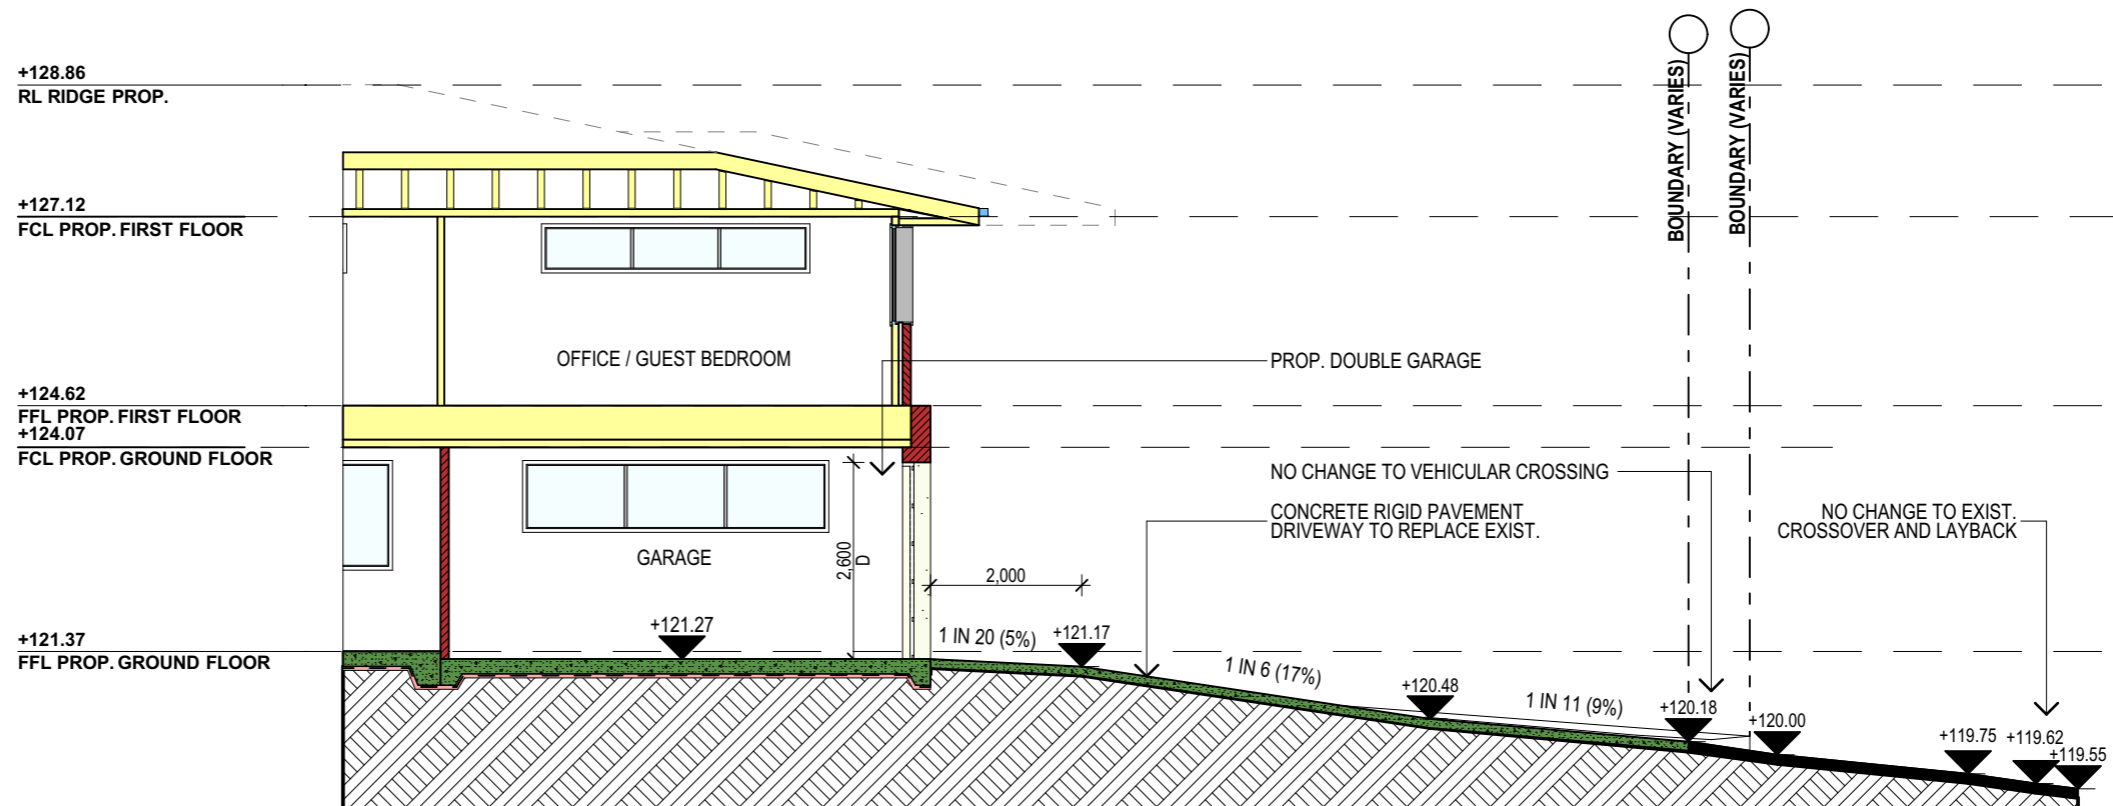 +128.86
RL RIDGE PROP.
BOUNDARY (VARIES)
BOUNDARY (VARIES)
+127.12
FCL PROP. FIRST FLOOR
OFFICE / GUEST BEDROOM
PROP. DOUBLE GARAGE
+124.62
FFL PROP. FIRST FLOOR
+124.07
FCL PROP. GROUND FLOOR
NO CHANGE TO VEHICULAR CROSSING
CONCRETE RIGID PAVEMENT
DRIVEWAY TO REPLACE EXIST.
NO CHANGE TO EXIST.
CROSSOVER AND LAYBACK
GARAGE
2,600
D
2,000
+121.37
FFL PROP. GROUND FLOOR
+121.27
1 IN 20 (5%)
+121.17
1 IN 6 (17%)
+120.48
1 IN 11 (9%)
+120.18
+120.00
+119.75
+119.62
+119.55